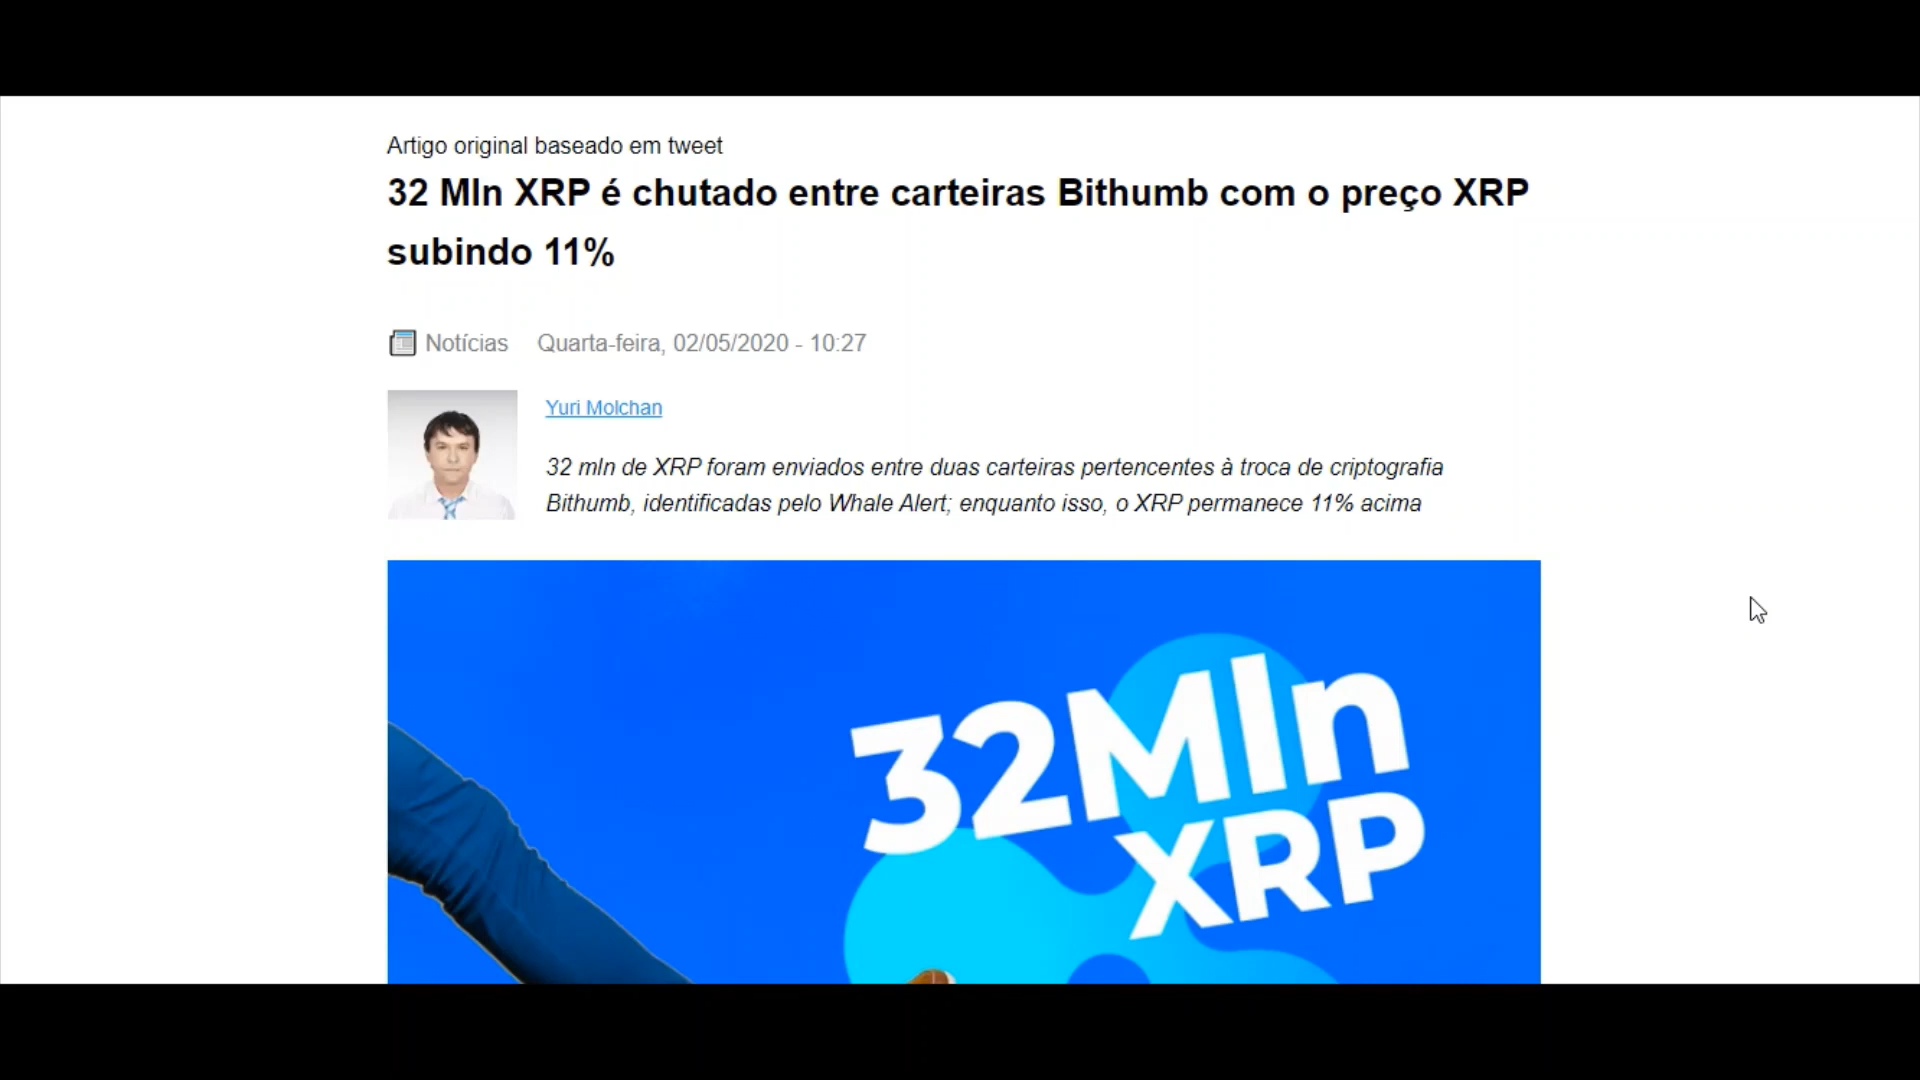 Artigo original baseado em tweet
32 Mln XRP é chutado entre carteiras Bithumb com o preço XRP
subindo 11%
Notícias Quarta-feira, 02/05/2020 - 10:27
Yuri Molchan
32 mln de XRP foram enviados entre duas carteiras pertencentes à troca de criptografia
Bithumb, identificadas pelo Whale Alert; enquanto isso, o XRP permanece 11% acima
32Mln
XRP